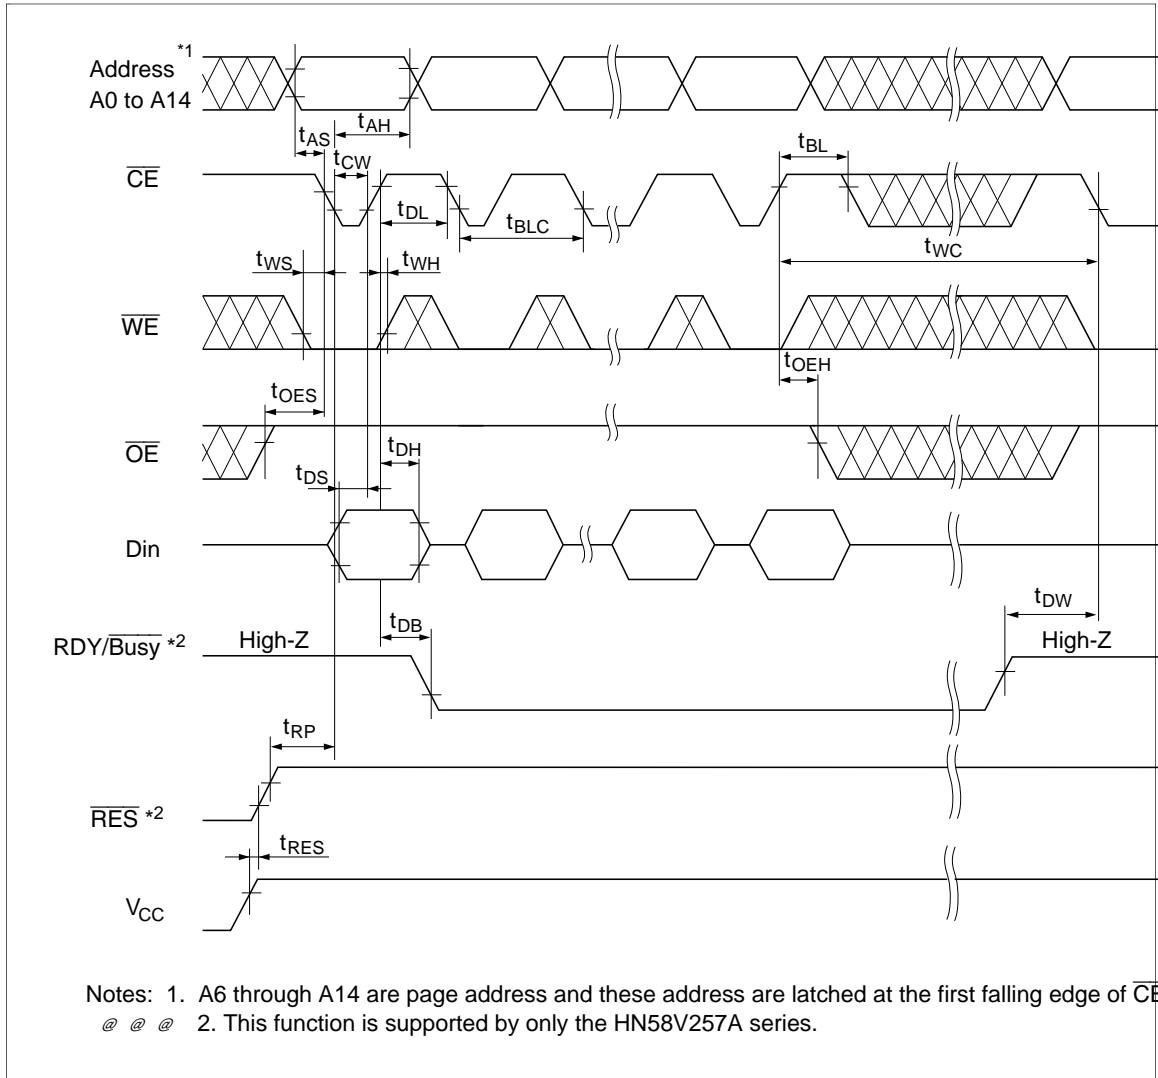 Address *1
A0 to A14
tAS
tAH
tBL
CE
tCW
tDL
tBLC
tWC
tWS
tWH
WE
tOEH
tOES
OE
tDH
tDS
Din
tDW
tDB
RDY/Busy *2
High-Z
High-Z
tRP
RES *2
tRES
VCC
Notes: 1. A6 through A14 are page address and these address are latched at the first falling edge of CE
@ @ @ 2. This function is supported by only the HN58V257A series.